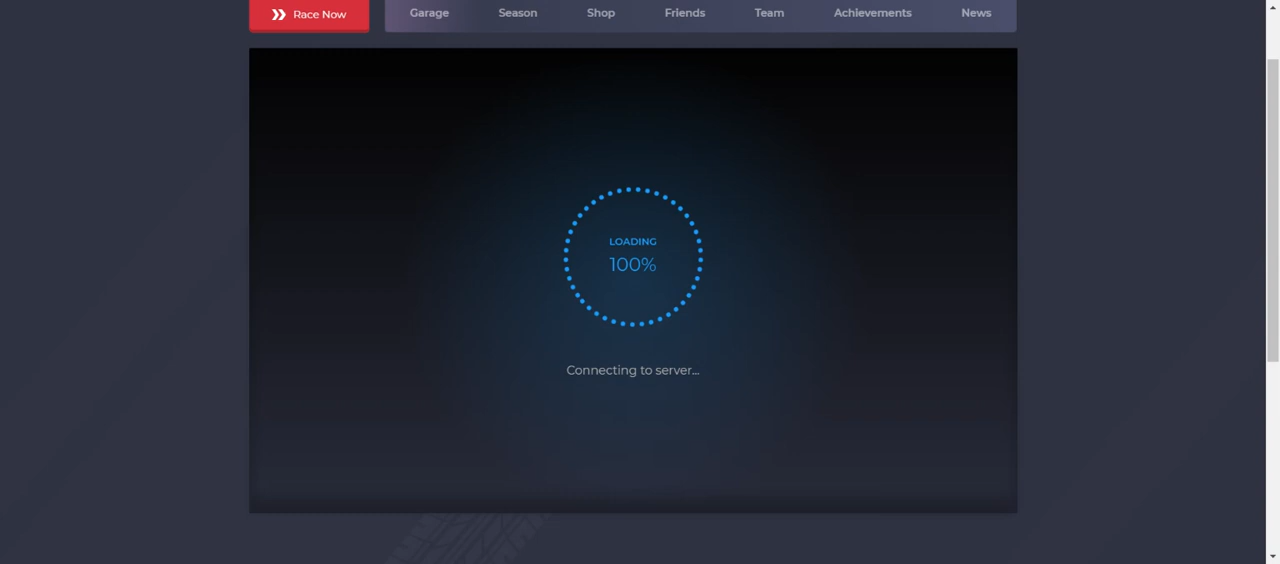 Race Now
Garage Season Shop Friends Team Achievements News
LOADING
100%
Connecting to server...